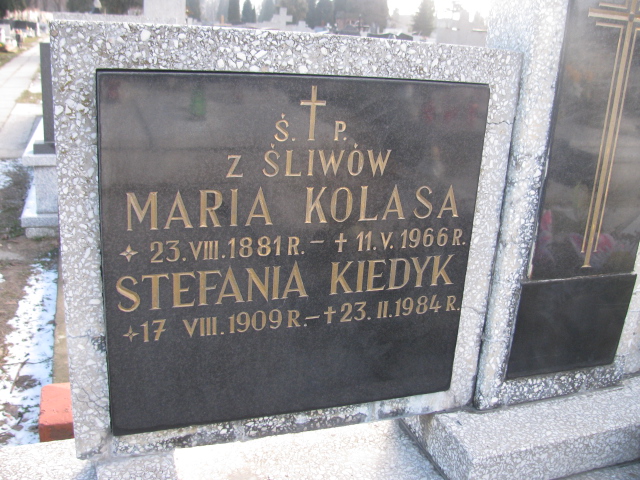 Ś. P.
Z ŚLIWÓW
MARIA KOLASA
23.VIII.1881 R. – † 11.V.1966 R.
STEFANIA KIEDYK
17 VIII.1909 R. – † 23.II.1984 R.